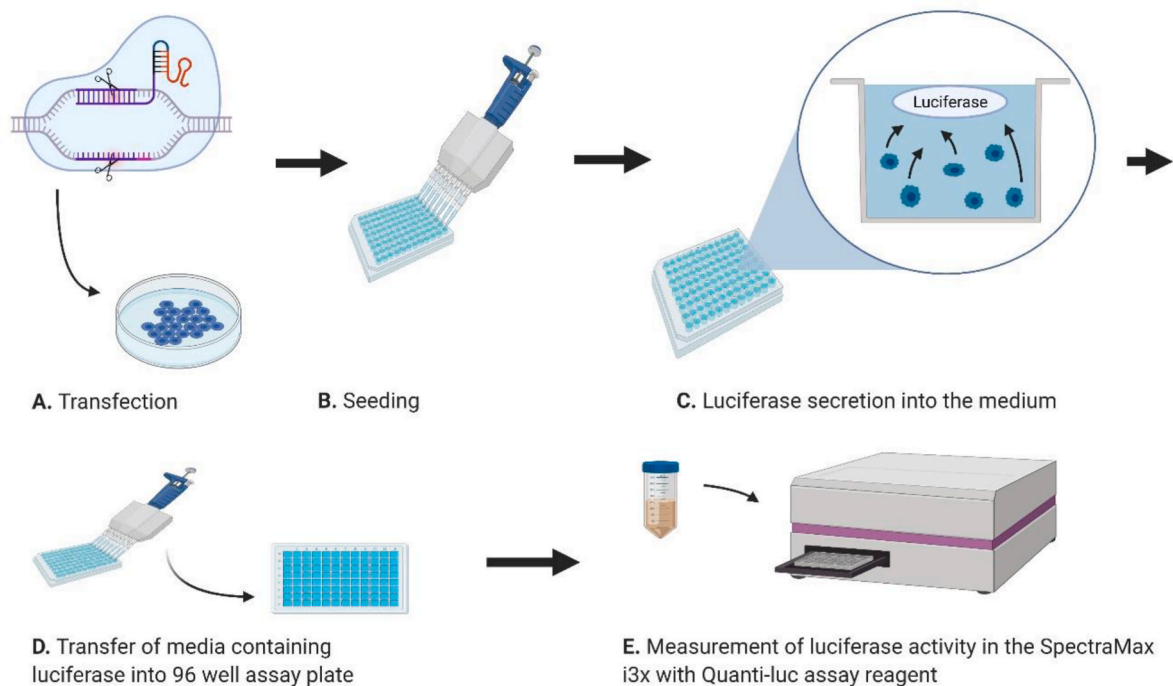 Luciferase
A. Transfection
B. Seeding
C. Luciferase secretion into the medium
D. Transfer of media containing
luciferase into 96 well assay plate
E. Measurement of luciferase activity in the SpectraMax
i3x with Quanti-luc assay reagent